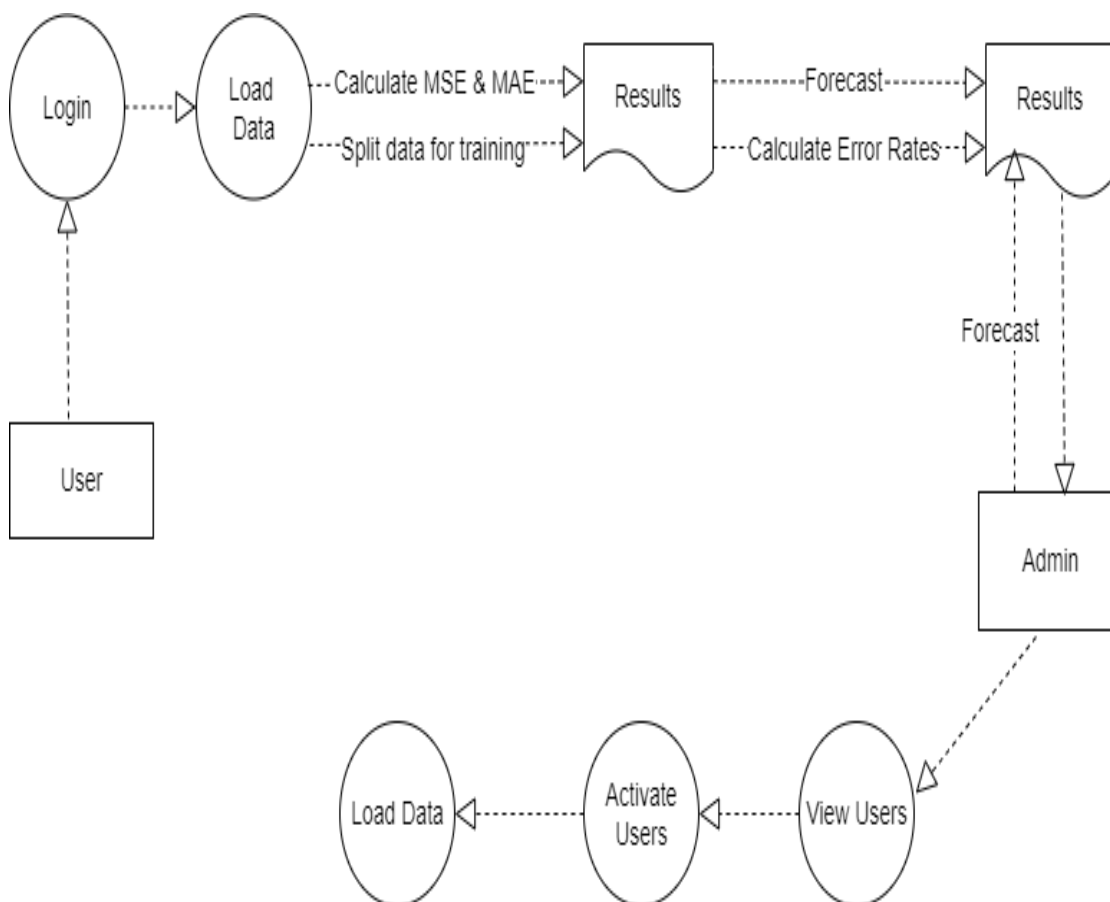 Login
Load
Data
Calculate MSE & MAE
Split data for training
Results
Forecast
Calculate Error Rates
Results
Forecast
User
Admin
Load Data
Activate
Users
View Users